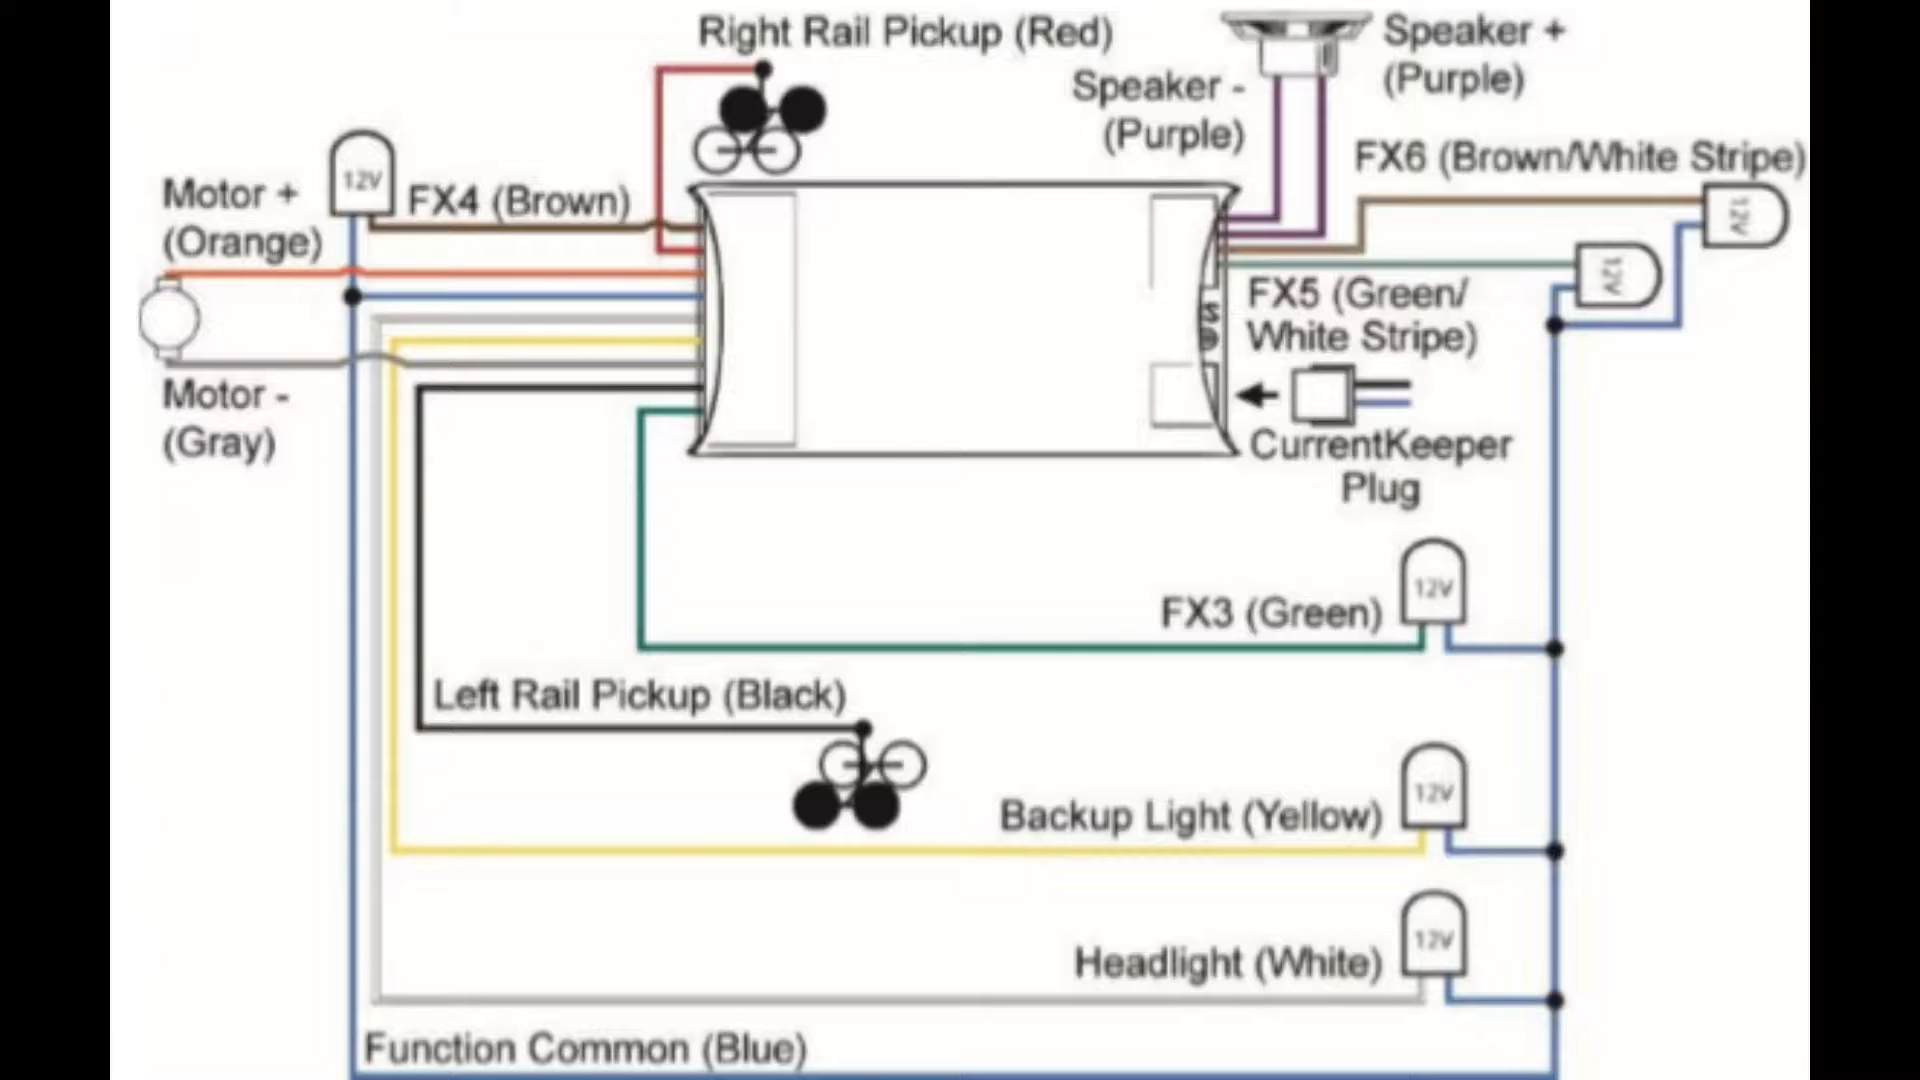 Right Rail Pickup (Red)
Speaker +
(Purple)
Speaker -
(Purple)
FX6 (Brown/White Stripe)
12V
12V
12V
Motor +
(Orange)
FX4 (Brown)
FX5 (Green/
White Stripe)
Motor -
(Gray)
CurrentKeeper
Plug
12V
FX3 (Green)
Left Rail Pickup (Black)
12V
Backup Light (Yellow)
12V
Headlight (White)
Function Common (Blue)